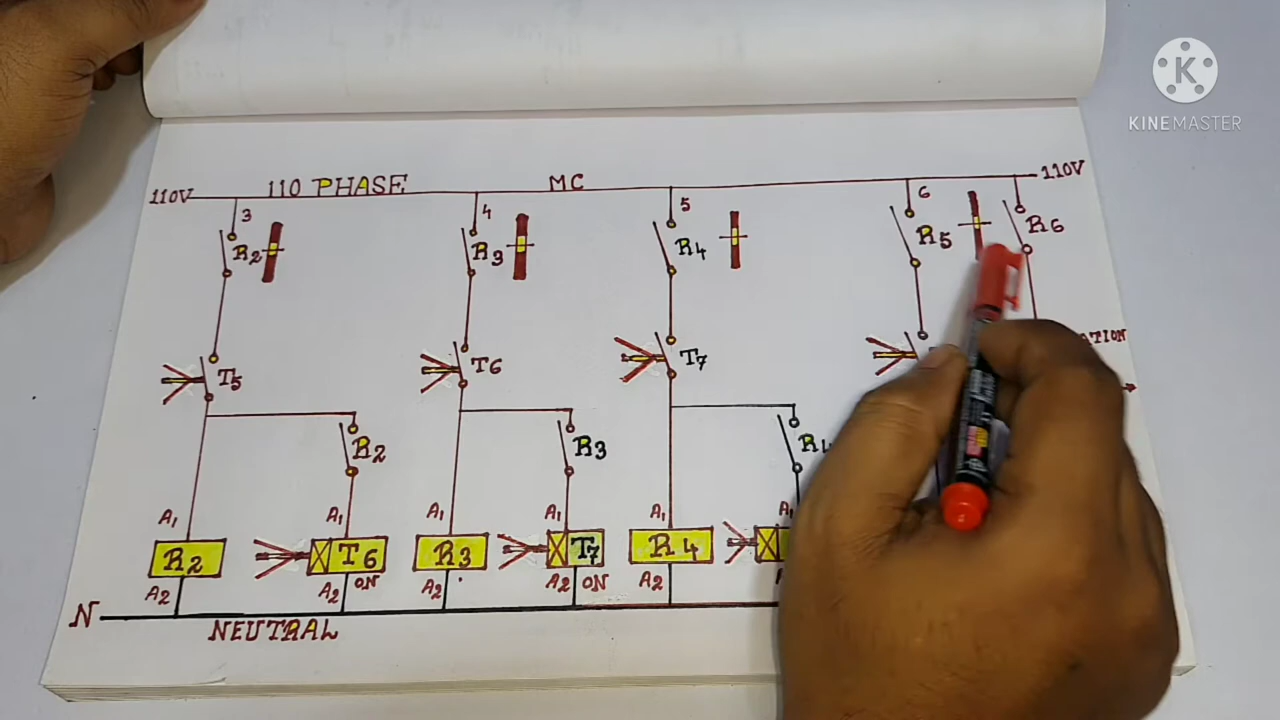 KINEMASTER
110V 110 PHASE MC 110V
3 4 5 6
R2 R3 R4 R5 R6
T5 T6 T7
R2 R3
A1 A1 A1 A1 A1
R2 T6 R3 T7 R4
A2 A2 ON A2 A2 ON A2
N
NEUTRAL